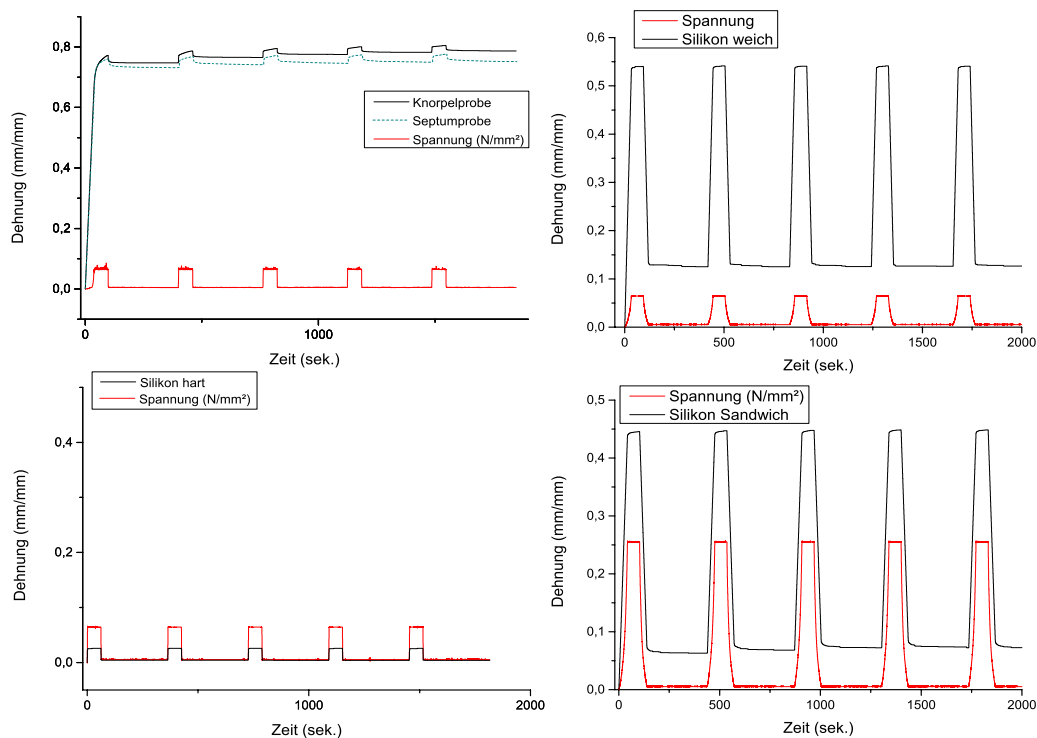 0,8
0,6
0,4
0,2
0,0
Dehnung (mm/mm)
Knorpelprobe
Septumprobe
Spannung (N/mm²)
0
1000
Zeit (sek.)
Spannung
Silikon weich
0,6
0,5
0,4
0,3
0,2
0,1
0,0
Dehnung (mm/mm)
0
500
1000
1500
2000
Zeit (sek.)
Silikon hart
Spannung (N/mm²)
0,4
0,2
0,0
Dehnung (mm/mm)
0
1000
2000
Zeit (sek.)
Spannung (N/mm²)
Silikon Sandwich
0,5
0,4
0,3
0,2
0,1
0,0
Dehnung (mm/mm)
0
500
1000
1500
2000
Zeit (sek.)